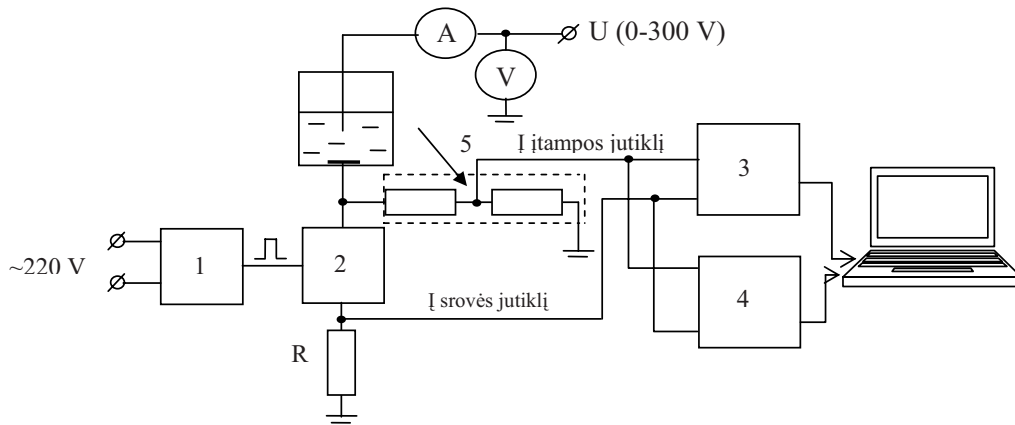 A
U (0-300 V)
V
5
Į įtampos jutiklį
3
~220 V
1
2
4
Į srovės jutiklį
R